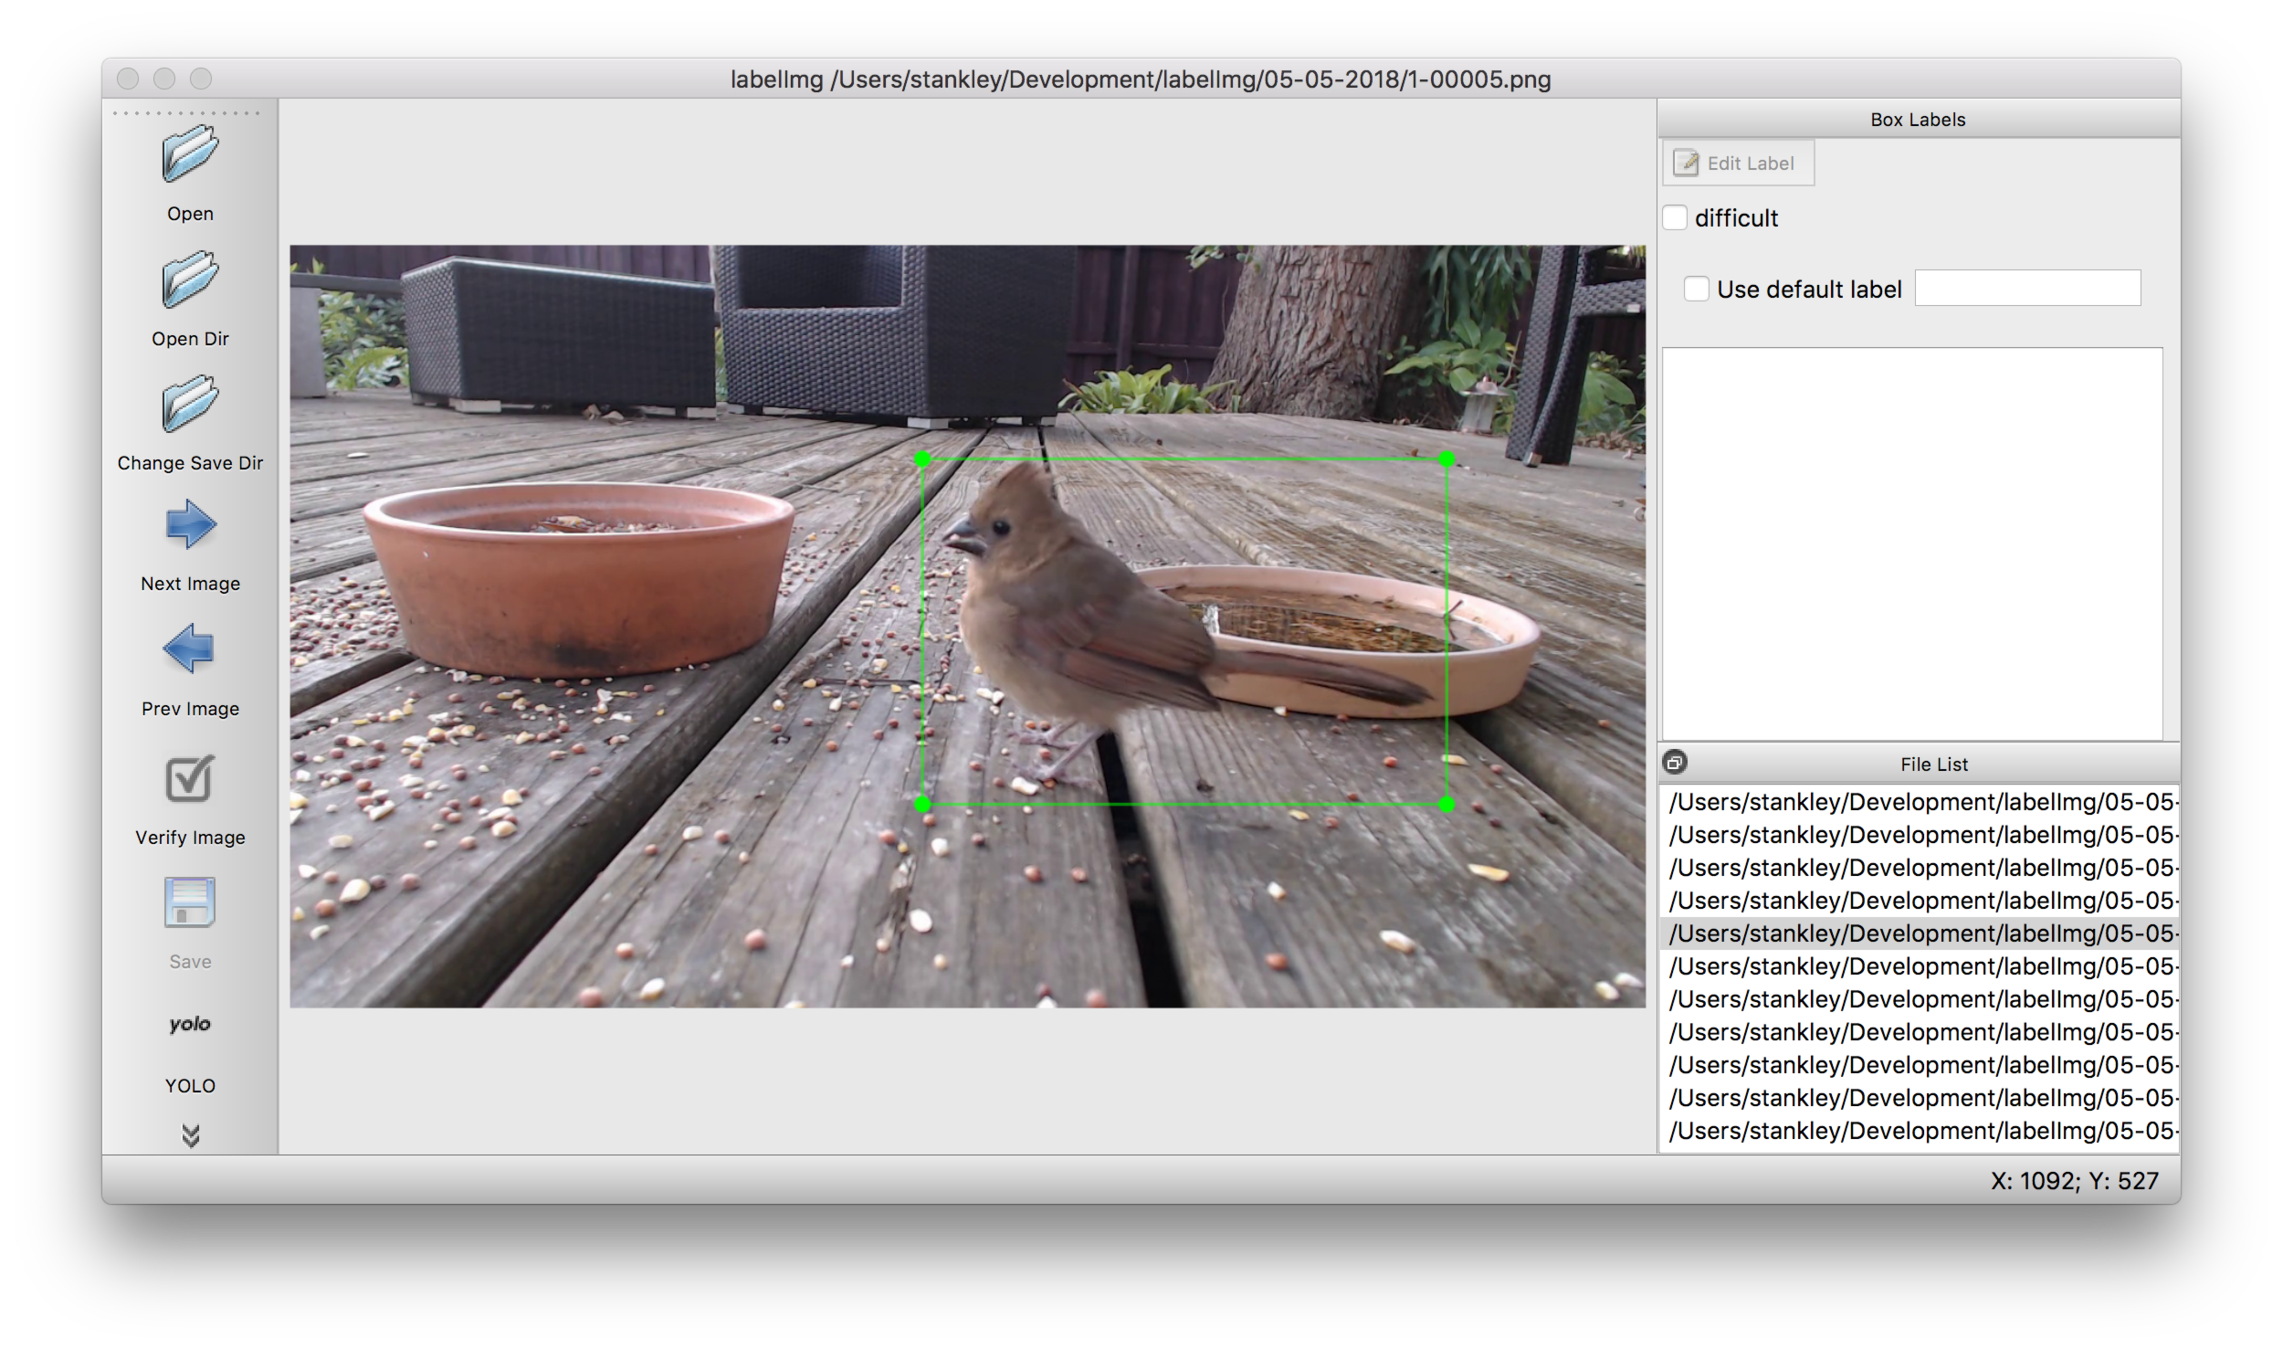 labelImg /Users/stankley/Development/labelImg/05-05-2018/1-00005.png
Open
Open Dir
Change Save Dir
Next Image
Prev Image
Verify Image
Save
yolo
YOLO
Box Labels
Edit Label
difficult
Use default label
File List
/Users/stankley/Development/labelImg/05-05-
/Users/stankley/Development/labelImg/05-05-
/Users/stankley/Development/labelImg/05-05-
/Users/stankley/Development/labelImg/05-05-
/Users/stankley/Development/labelImg/05-05-
/Users/stankley/Development/labelImg/05-05-
/Users/stankley/Development/labelImg/05-05-
/Users/stankley/Development/labelImg/05-05-
/Users/stankley/Development/labelImg/05-05-
/Users/stankley/Development/labelImg/05-05-
/Users/stankley/Development/labelImg/05-05-
X: 1092; Y: 527